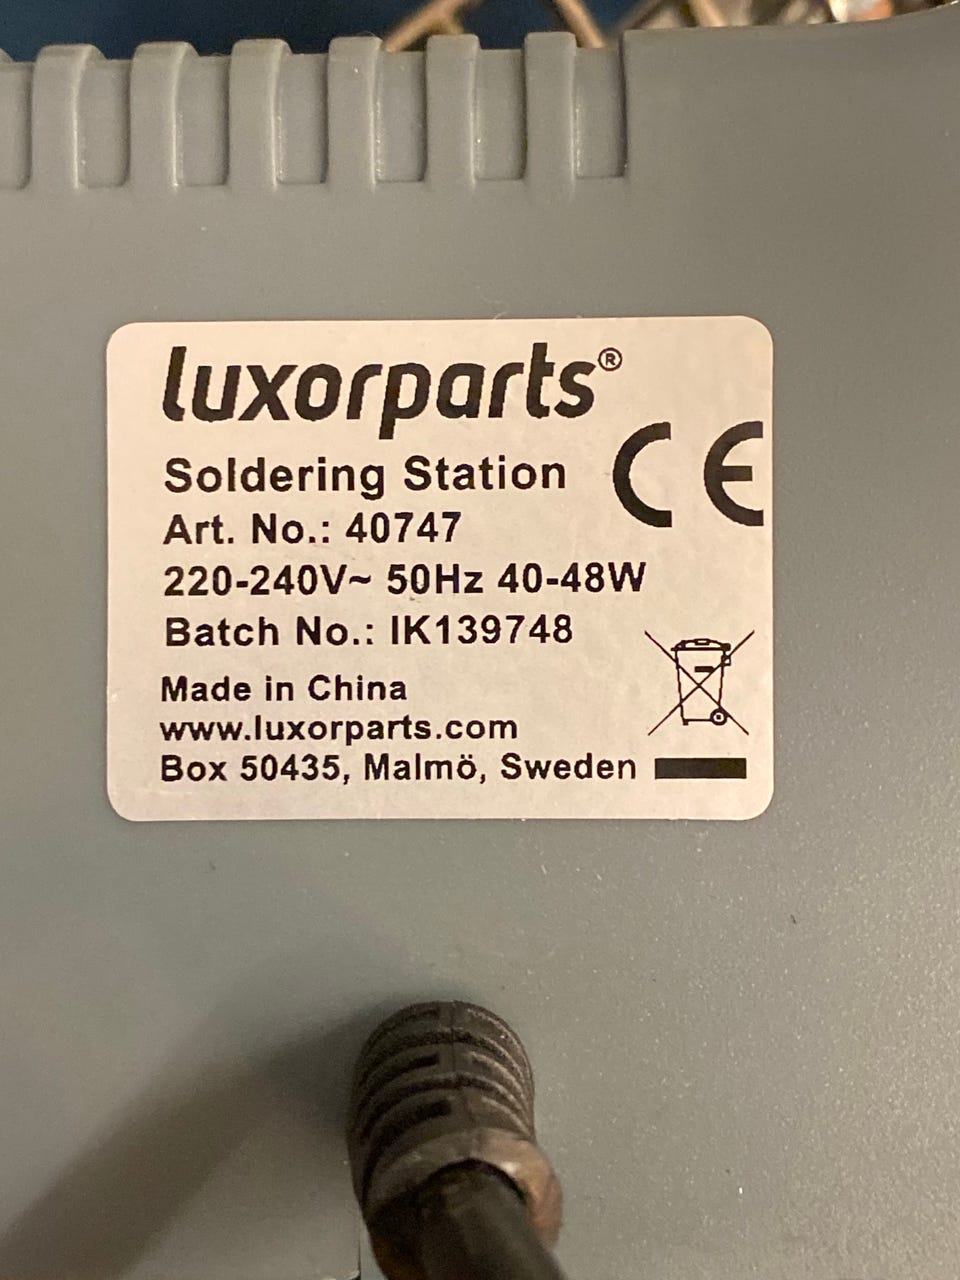 luxorparts®
Soldering Station
CE
Art. No.: 40747
220-240V~ 50Hz 40-48W
Batch No.: IK139748
Made in China
www.luxorparts.com
Box 50435, Malmö, Sweden